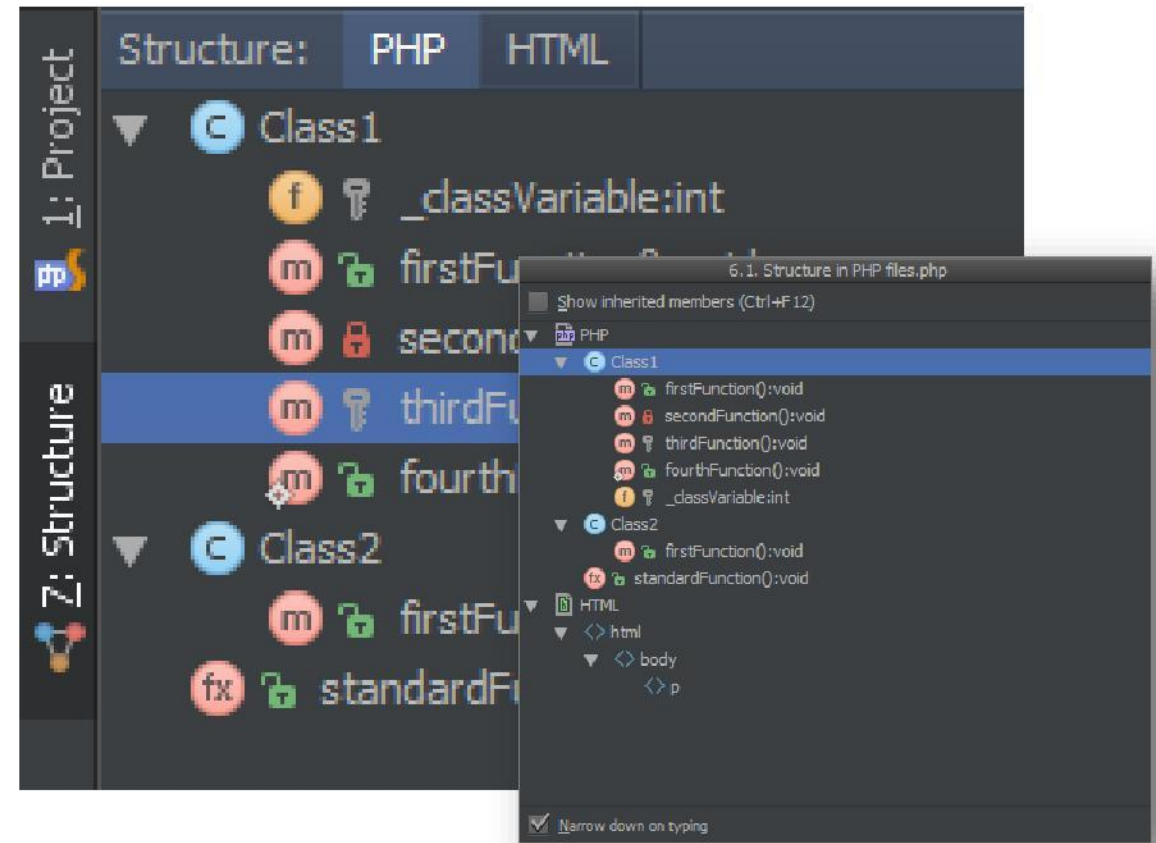 1: Project
Z: Structure
Structure: PHP HTML
Class1
_classVariable:int
Class2
6.1. Structure in PHP files.php
Show inherited members (Ctrl+F12)
PHP
Class1
firstFunction():void
secondFunction():void
thirdFunction():void
fourthFunction():void
_classVariable:int
Class2
firstFunction():void
standardFunction():void
HTML
<> html
<> body
<> p
Narrow down on typing